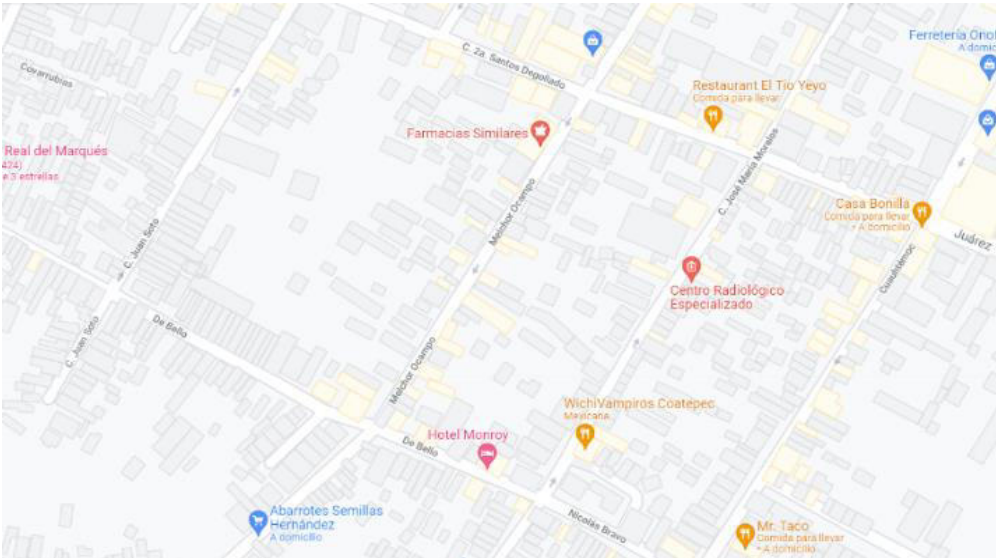 C. 2a. Santos Degollado
Ferretería Onof
A domic
Covarrubias
Restaurant El Tío Yeyo
Comida para llevar
Farmacias Similares
Real del Marqués
424)
e 3 estrellas
C. José María Morelos
Melchor Ocampo
Casa Bonilla
Comida para llevar
• A domicilio
Juárez
C. Juan Soto
Cuauhtémoc
Centro Radiológico
Especializado
De Bello
C. Juan Soto
Melchor Ocampo
WichiVampiros Coatepec
Mexicana
Hotel Monroy
De Bello
Abarrotes Semillas
Hernández
A domicilio
Nicolás Bravo
Mr. Taco
Comida para llevar
• A domicilio